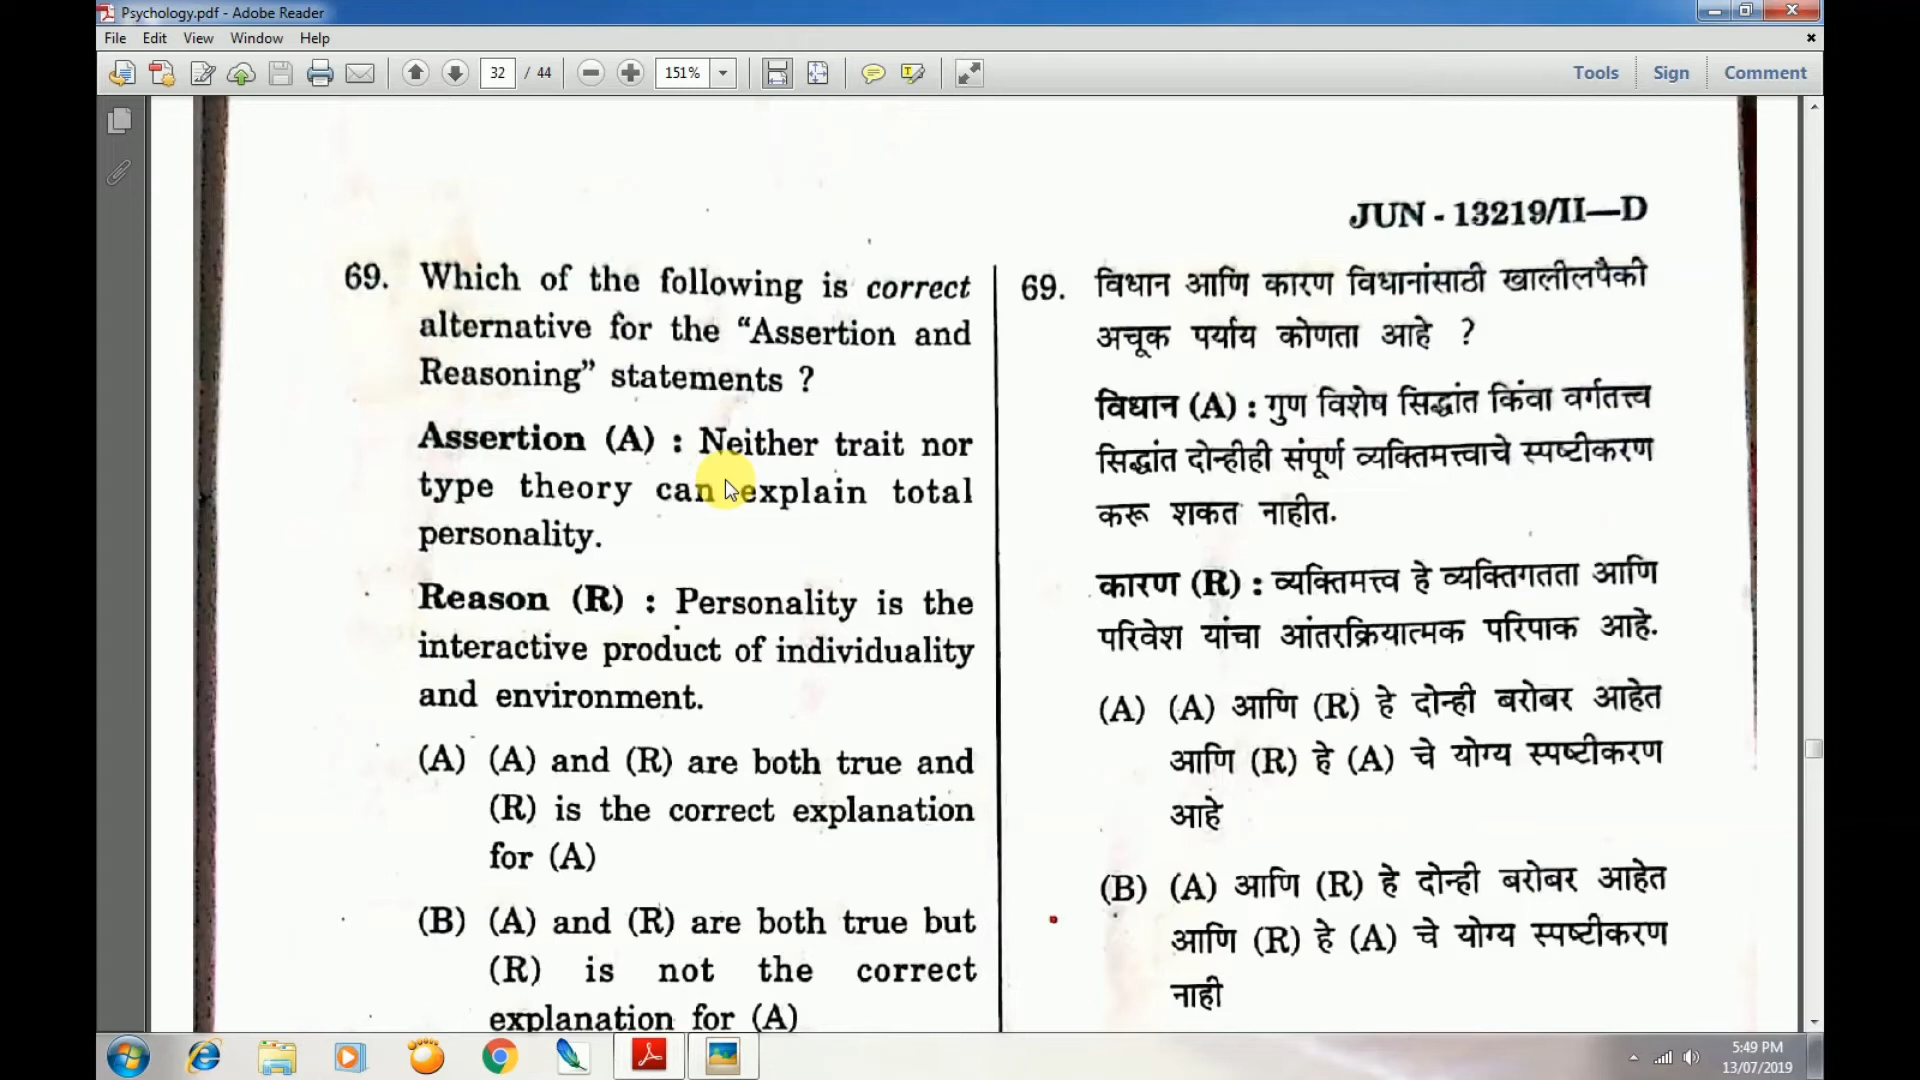 Psychology.pdf - Adobe Reader
File Edit View Window Help
32 / 44 151% Tools Sign Comment
JUN - 13219/II—D
69. Which of the following is correct
alternative for the “Assertion and
Reasoning” statements ?
Assertion (A) : Neither trait nor
type theory can explain total
personality.
Reason (R) : Personality is the
interactive product of individuality
and environment.
(A) (A) and (R) are both true and
(R) is the correct explanation
for (A)
(B) (A) and (R) are both true but
(R) is not the correct
explanation for (A)
69. विधान आणि कारण विधानांसाठी खालीलपैकी
अचूक पर्याय कोणता आहे ?
विधान (A) : गुण विशेष सिद्धांत किंवा वर्गतत्त्व
सिद्धांत दोन्हीही संपूर्ण व्यक्तिमत्त्वाचे स्पष्टीकरण
करू शकत नाहीत.
कारण (R) : व्यक्तिमत्त्व हे व्यक्तिगतता आणि
परिवेश यांचा आंतरक्रियात्मक परिपाक आहे.
(A) (A) आणि (R) हे दोन्ही बरोबर आहेत
आणि (R) हे (A) चे योग्य स्पष्टीकरण
आहे
(B) (A) आणि (R) हे दोन्ही बरोबर आहेत
आणि (R) हे (A) चे योग्य स्पष्टीकरण
नाही
5:49 PM
13/07/2019